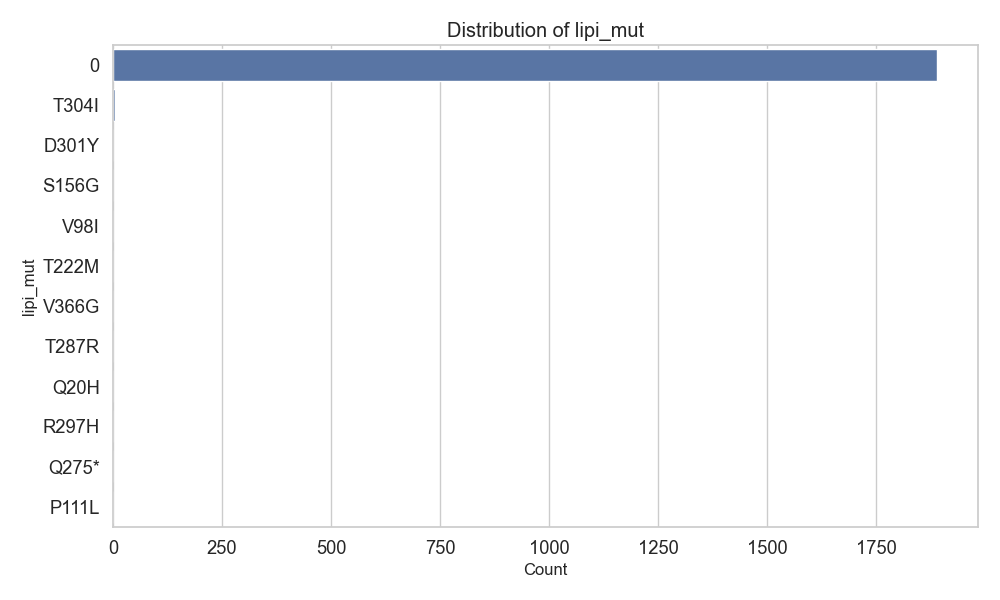 Distribution of lipi_mut
0
T304I
D301Y
S156G
V98I
T222M
V366G
T287R
Q20H
R297H
Q275*
P111L
lipi_mut
0 250 500 750 1000 1250 1500 1750
Count